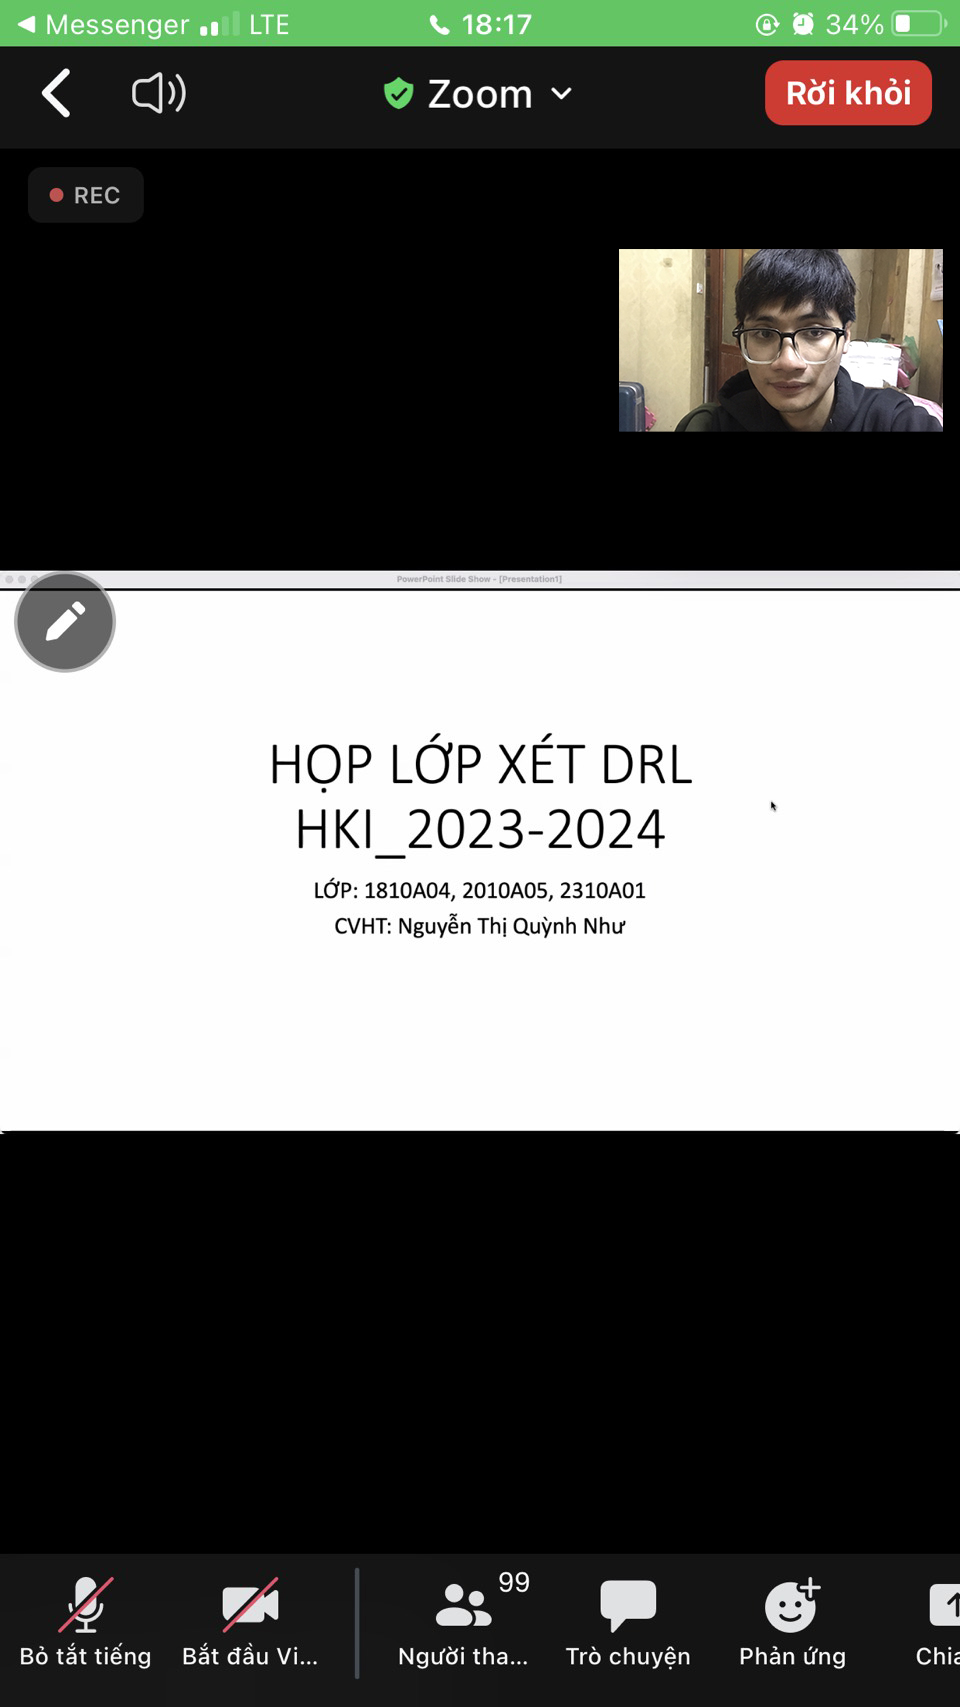 Messenger LTE 18:17 34%
Zoom Rời khỏi
REC
PowerPoint Slide Show - [Presentation1]
HỌP LỚP XÉT DRL
HKI_2023-2024
LỚP: 1810A04, 2010A05, 2310A01
CVHT: Nguyễn Thị Quỳnh Như
99
Bỏ tắt tiếng Bắt đầu Vi... Người tha... Trò chuyện Phản ứng Chia